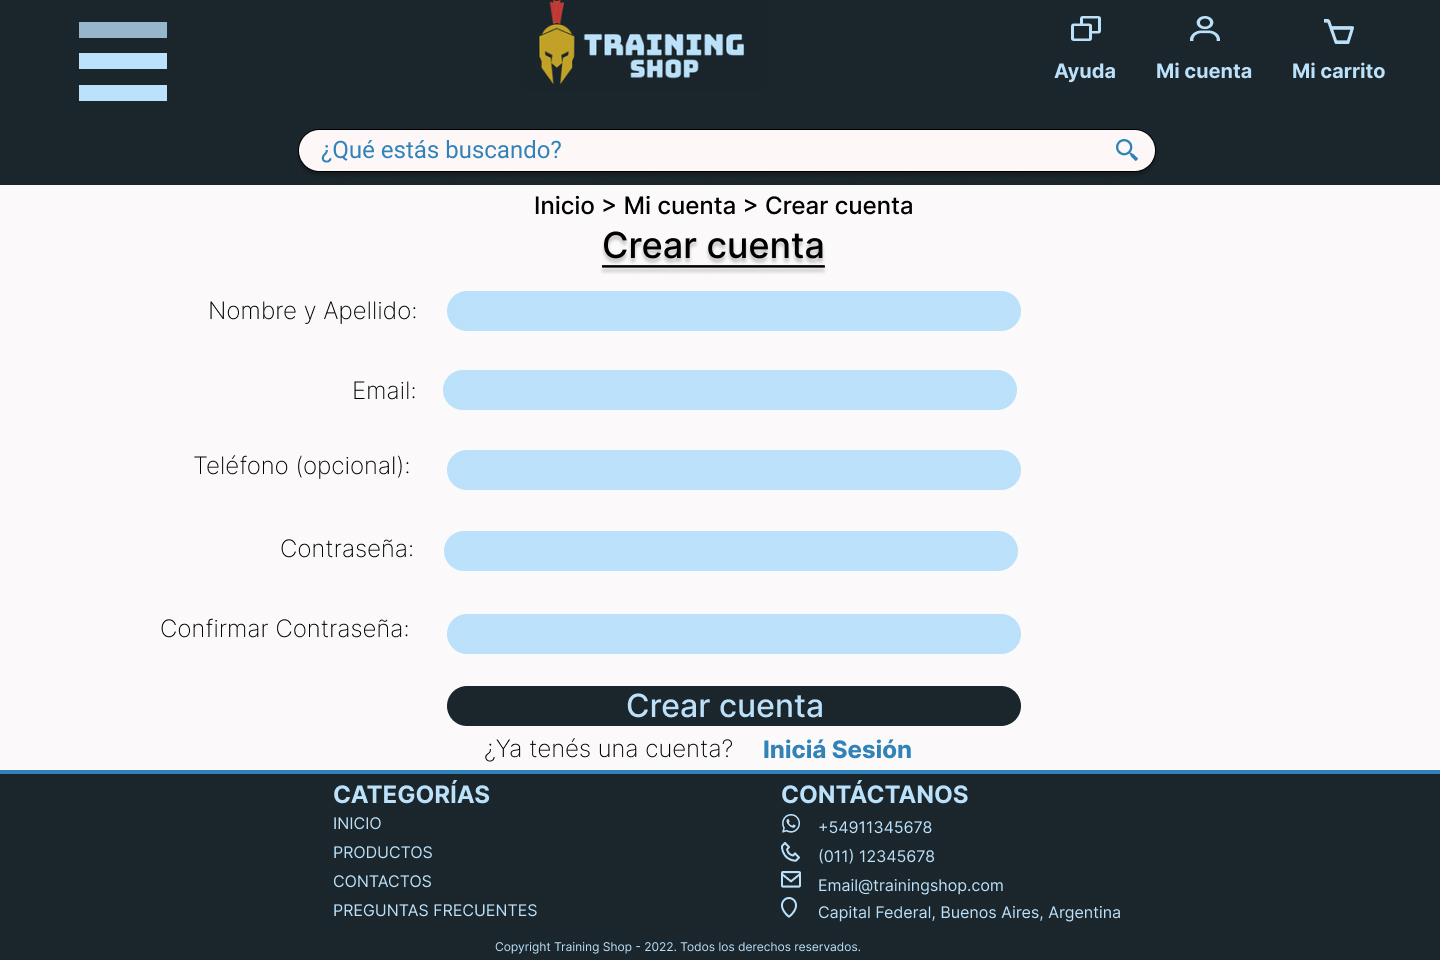 TRAINING
SHOP
Ayuda
Mi cuenta
Mi carrito
¿Qué estás buscando?
Inicio > Mi cuenta > Crear cuenta
Crear cuenta
Nombre y Apellido:
Email:
Teléfono (opcional):
Contraseña:
Confirmar Contraseña:
Crear cuenta
¿Ya tenés una cuenta? Iniciá Sesión
CATEGORÍAS
INICIO
PRODUCTOS
CONTACTOS
PREGUNTAS FRECUENTES
CONTÁCTANOS
+54911345678
(011) 12345678
Email@trainingshop.com
Capital Federal, Buenos Aires, Argentina
Copyright Training Shop - 2022. Todos los derechos reservados.